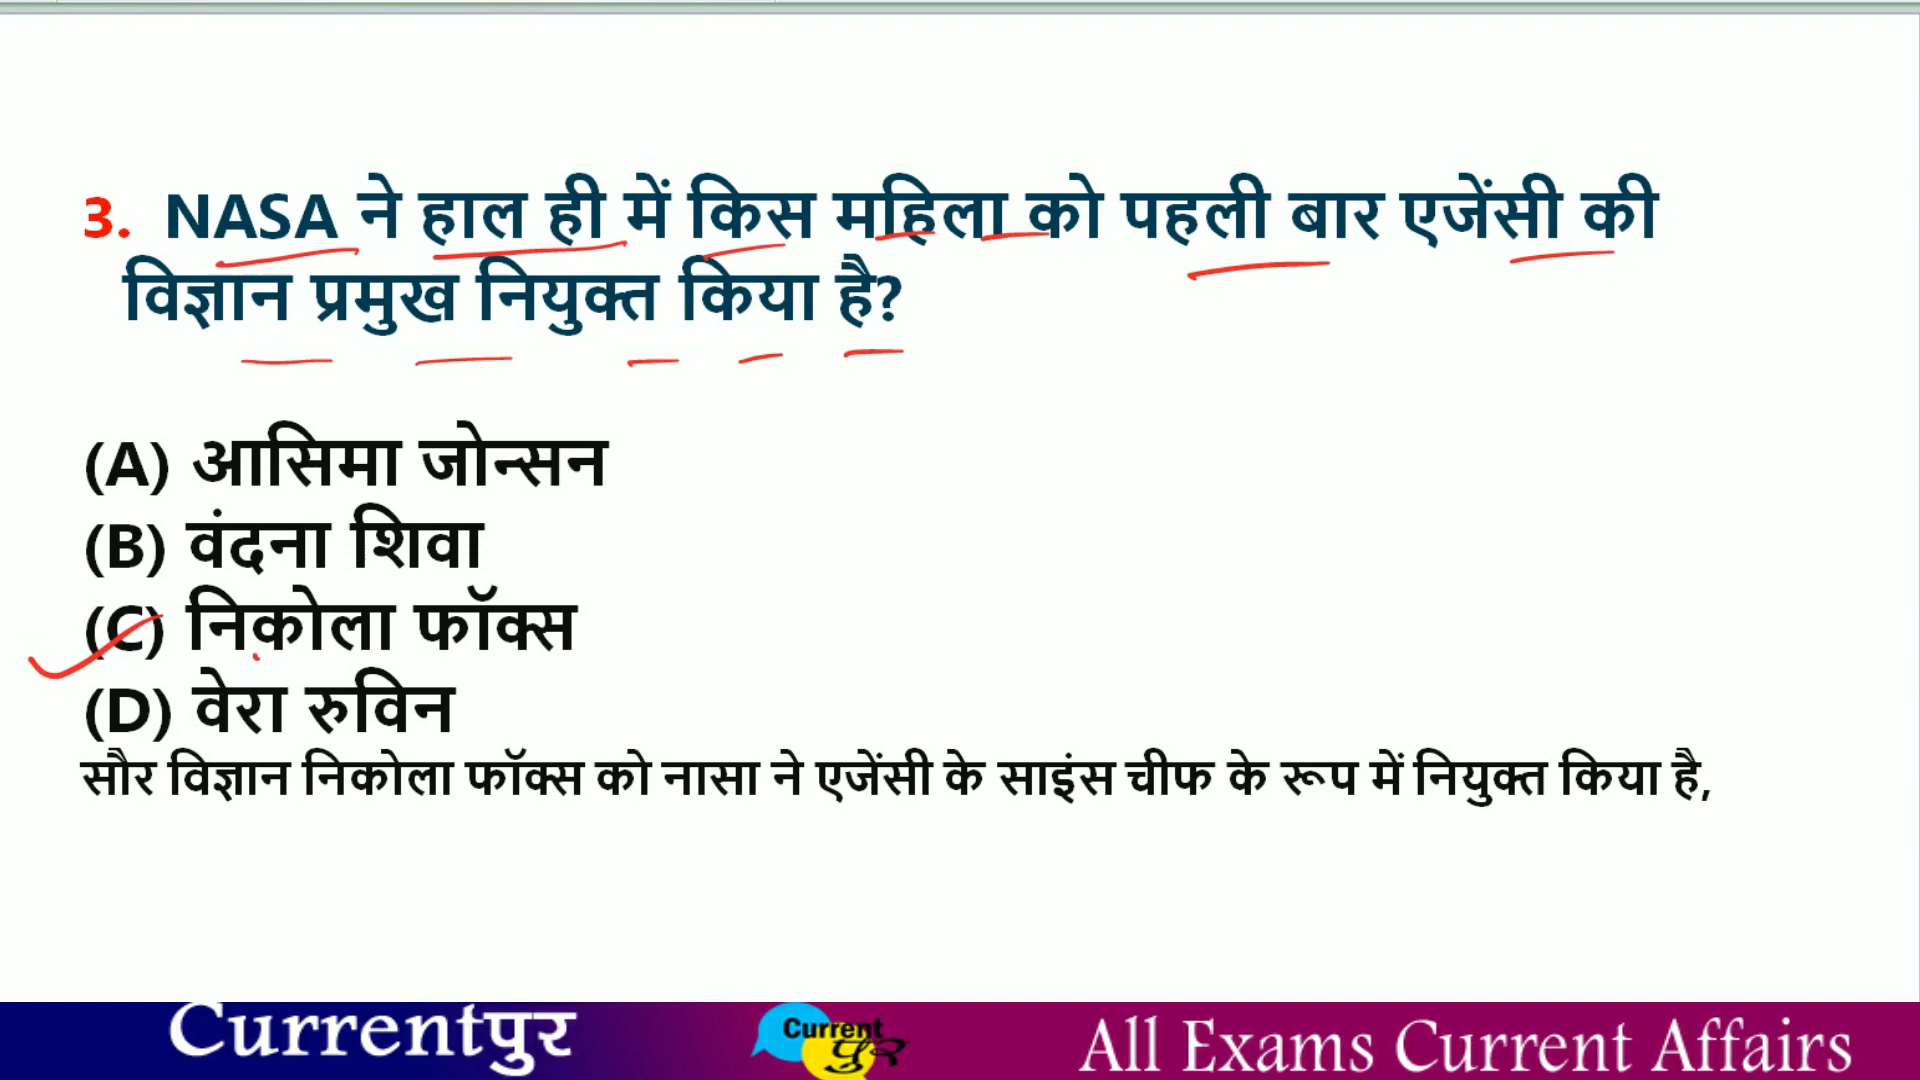 3. NASA ने हाल ही में किस महिला को पहली बार एजेंसी की
विज्ञान प्रमुख नियुक्त किया है?
(A) आसिमा जोन्सन
(B) वंदना शिवा
(C) निकोला फॉक्स
(D) वेरा रुविन
सौर विज्ञान निकोला फॉक्स को नासा ने एजेंसी के साइंस चीफ के रूप में नियुक्त किया है,
Currentपुर
Current
पुर
All Exams Current Affairs